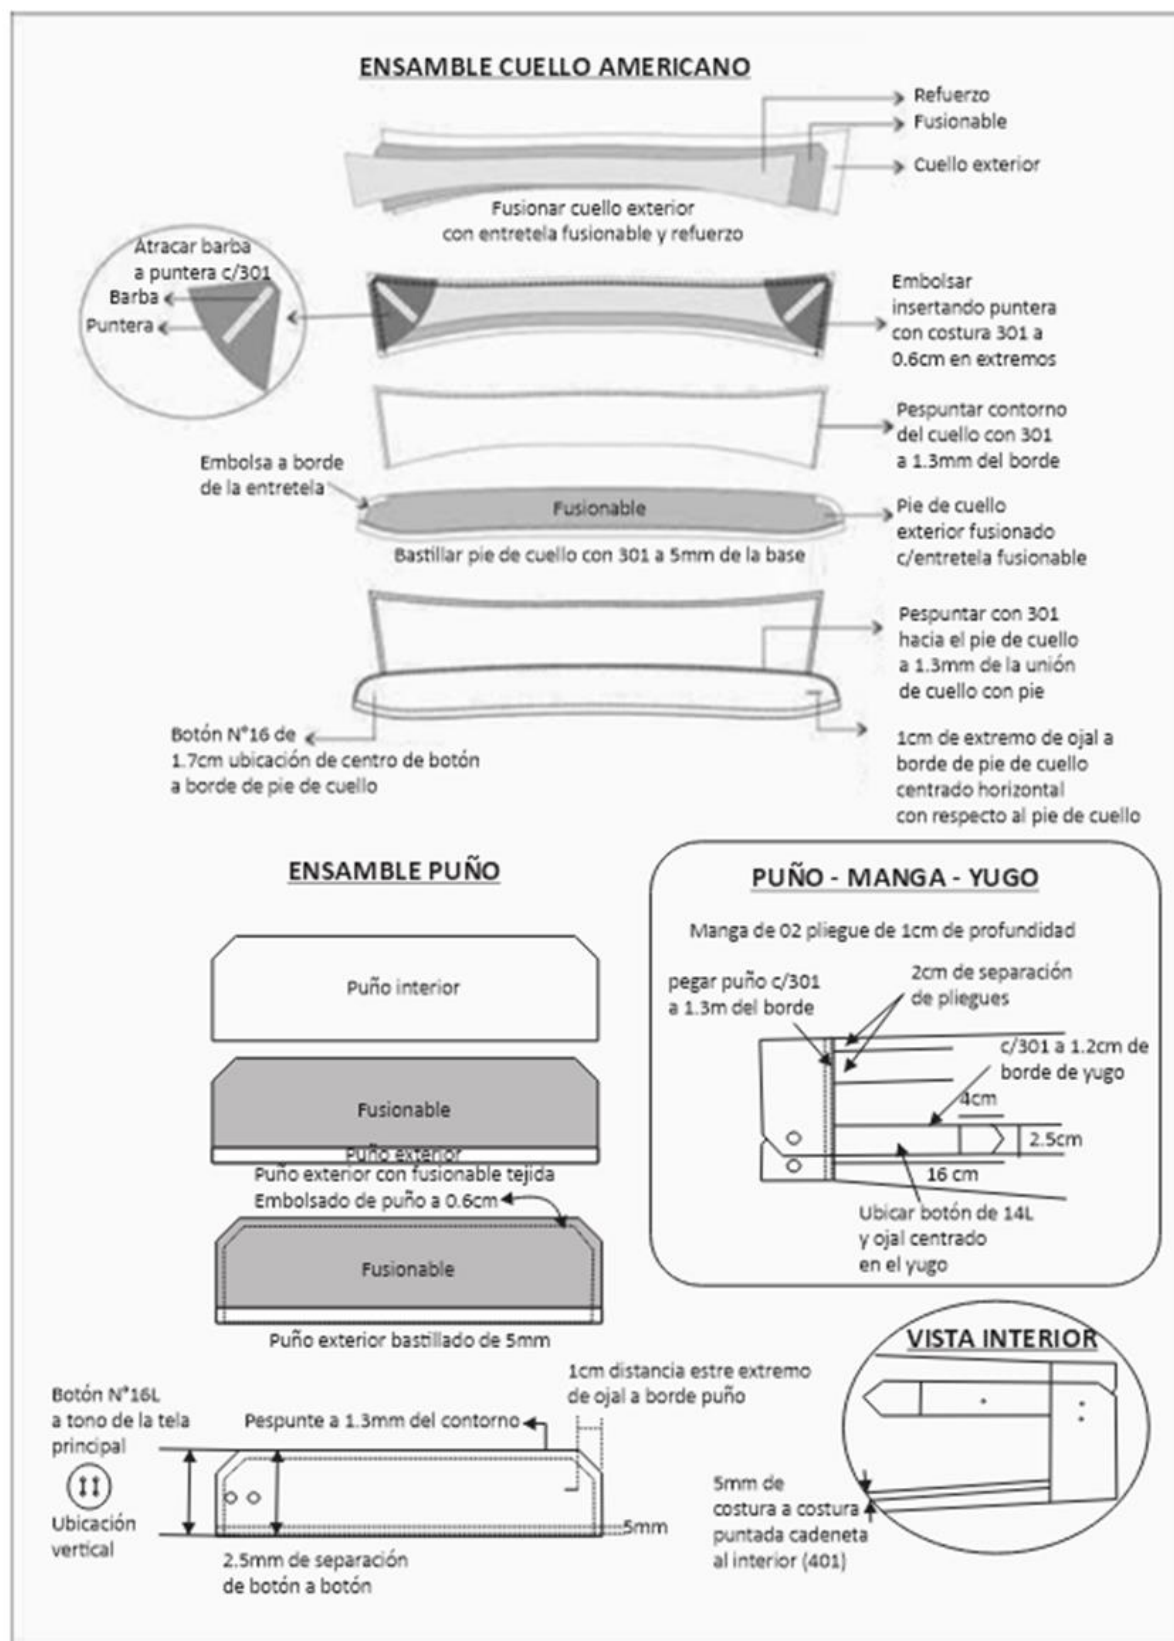 ENSAMBLE CUELLO AMERICANO
Refuerzo
Fusionable
Cuello exterior
Fusionar cuello exterior
con entretela fusionable y refuerzo
Atracar barba
a puntera c/301
Barba
Puntera
Embolsar
insertando puntera
con costura 301 a
0.6cm en extremos
Pespuntar contorno
del cuello con 301
a 1.3mm del borde
Embolsa a borde
de la entretela
Fusionable
Pie de cuello
exterior fusionado
c/entretela fusionable
Bastillar pie de cuello con 301 a 5mm de la base
Pespuntar con 301
hacia el pie de cuello
a 1.3mm de la unión
de cuello con pie
Botón N°16 de
1.7cm ubicación de centro de botón
a borde de pie de cuello
1cm de extremo de ojal a
borde de pie de cuello
centrado horizontal
con respecto al pie de cuello
ENSAMBLE PUÑO
Puño interior
Fusionable
Puño exterior
Puño exterior con fusionable tejida
Embolsado de puño a 0.6cm
Fusionable
Puño exterior bastillado de 5mm
PUÑO - MANGA - YUGO
Manga de 02 pliegue de 1cm de profundidad
pegar puño c/301
a 1.3m del borde
2cm de separación
de pliegues
c/301 a 1.2cm de
borde de yugo
4cm
2.5cm
16 cm
Ubicar botón de 14L
y ojal centrado
en el yugo
Botón N°16L
a tono de la tela
principal
Ubicación
vertical
Pespunte a 1.3mm del contorno
1cm distancia estre extremo
de ojal a borde puño
5mm
2.5mm de separación
de botón a botón
VISTA INTERIOR
5mm de
costura a costura
puntada cadeneta
al interior (401)